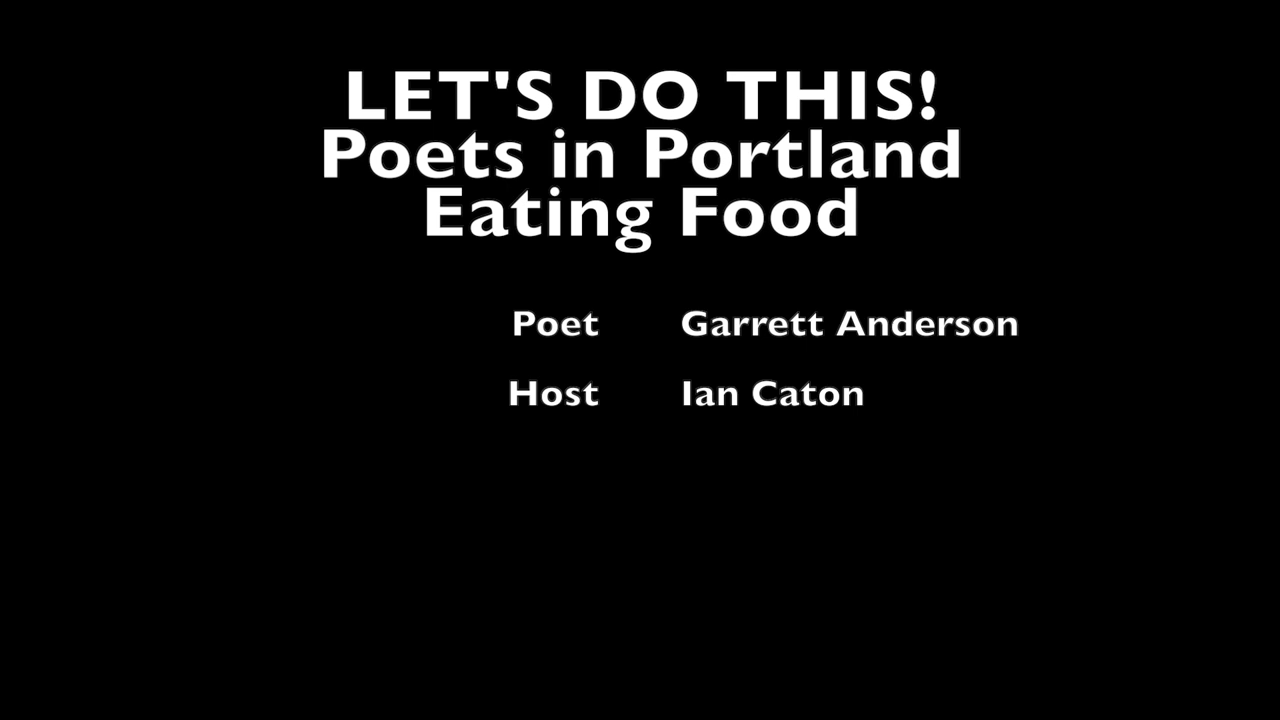 LET'S DO THIS!
Poets in Portland
Eating Food
Poet Garrett Anderson
Host Ian Caton